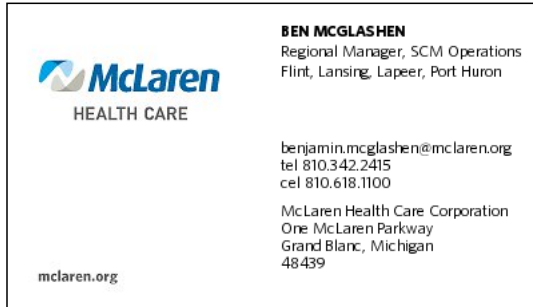 McLaren
HEALTH CARE
mclaren.org
BEN MCGLASHEN
Regional Manager, SCM Operations
Flint, Lansing, Lapeer, Port Huron
benjamin.mcglashen@mclaren.org
tel 810.342.2415
cel 810.618.1100
McLaren Health Care Corporation
One McLaren Parkway
Grand Blanc, Michigan
48439